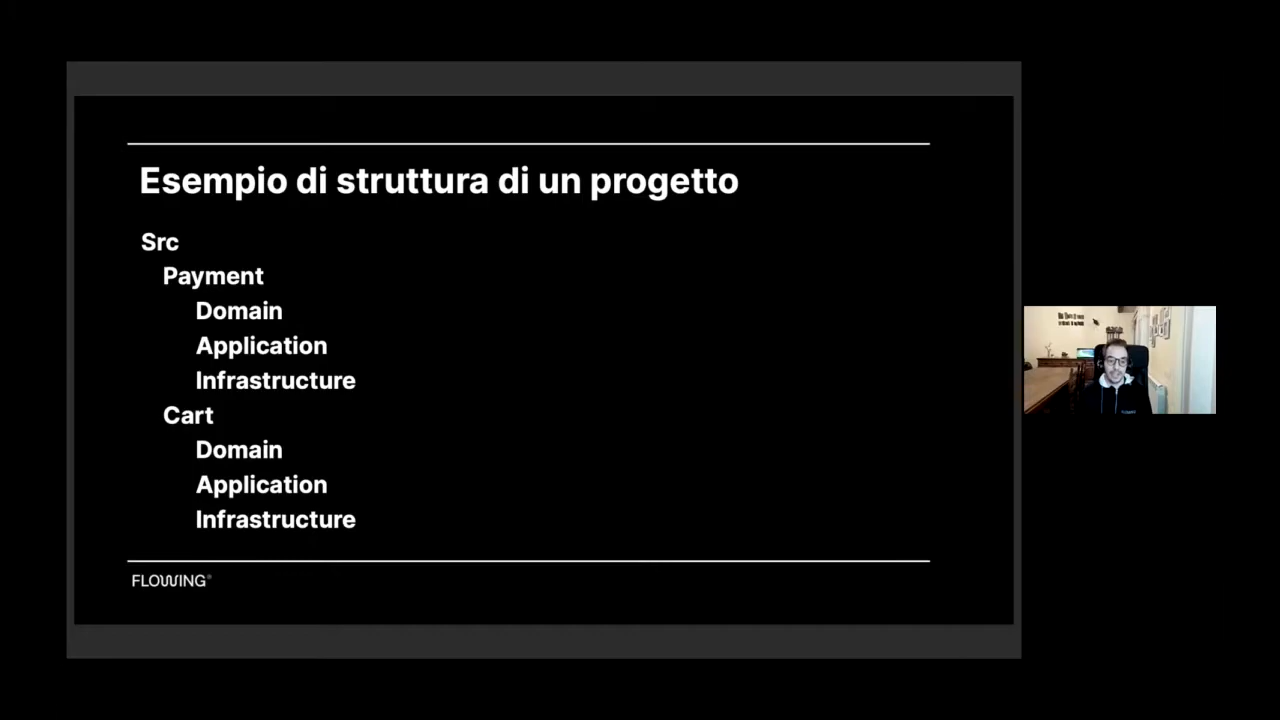 Esempio di struttura di un progetto
Src
Payment
Domain
Application
Infrastructure
Cart
Domain
Application
Infrastructure
FLOWING